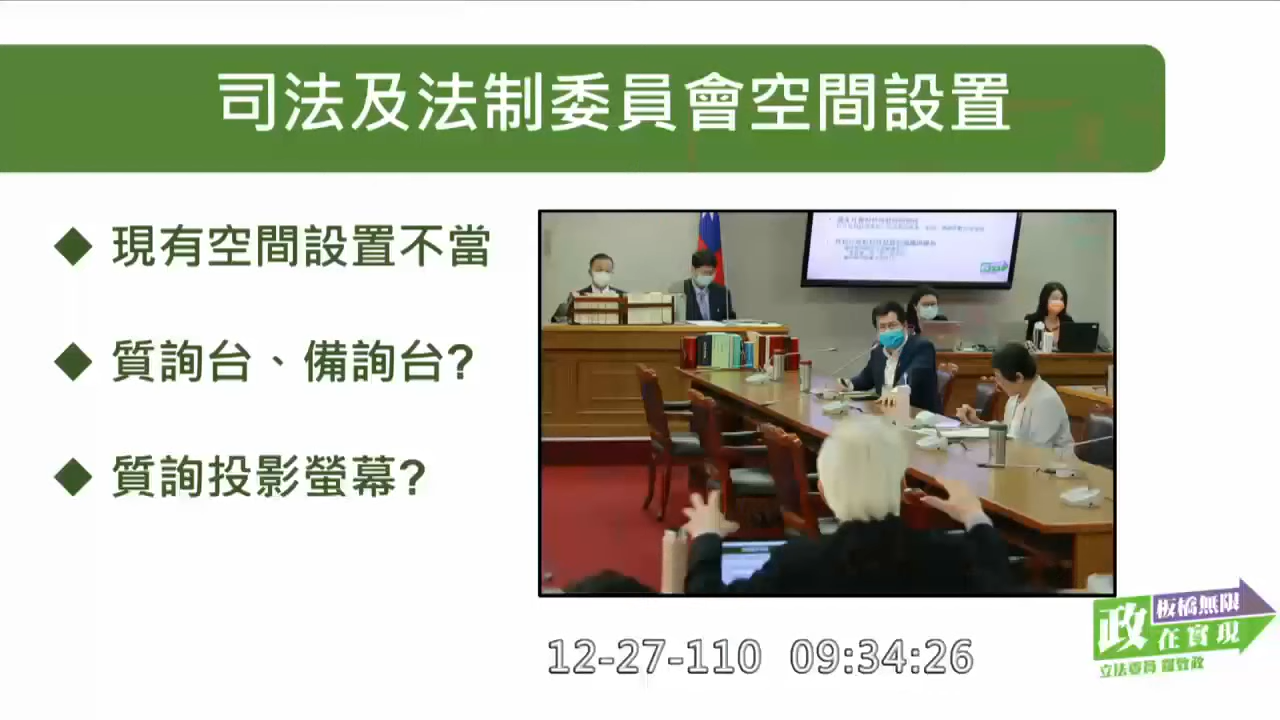 司法及法制委員會空間設置
◆ 現有空間設置不當
◆ 質詢台、備詢台?
◆ 質詢投影螢幕?
12-27-110 09:34:26
政 板橋無限
在實現
立法委員 羅致政